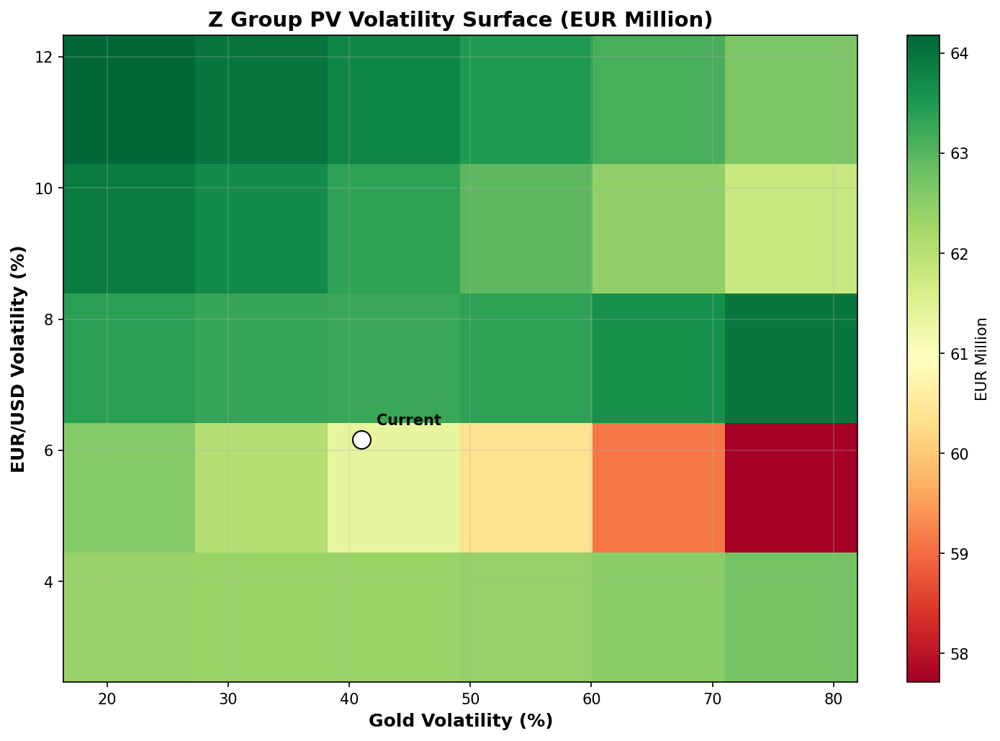 Z Group PV Volatility Surface (EUR Million)
12
10
8
6
4
EUR/USD Volatility (%)
Current
20 30 40 50 60 70 80
Gold Volatility (%)
64
63
62
61
60
59
58
EUR Million